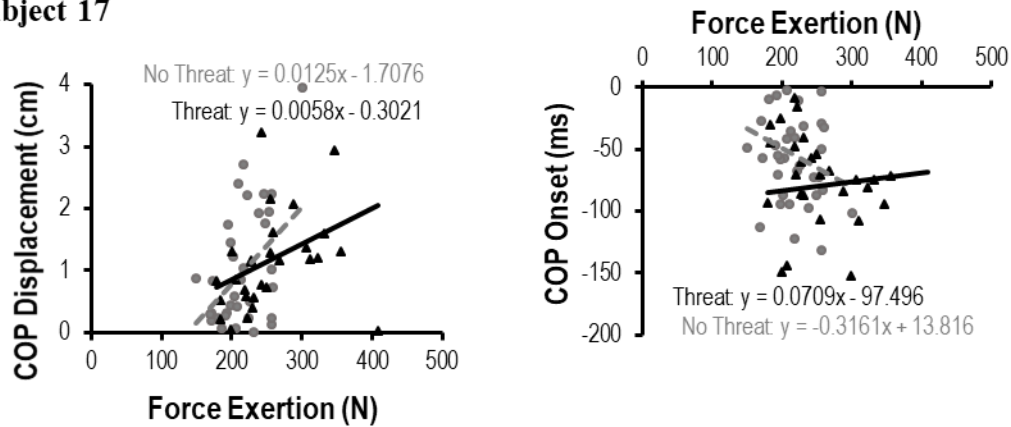 bject 17
No Threat: y = 0.0125x - 1.7076
Threat: y = 0.0058x - 0.3021
COP Displacement (cm)
4
3
2
1
0
0 100 200 300 400 500
Force Exertion (N)
Force Exertion (N)
0 100 200 300 400 500
COP Onset (ms)
0
-50
-100
-150
-200
Threat: y = 0.0709x - 97.496
No Threat: y = -0.3161x + 13.816